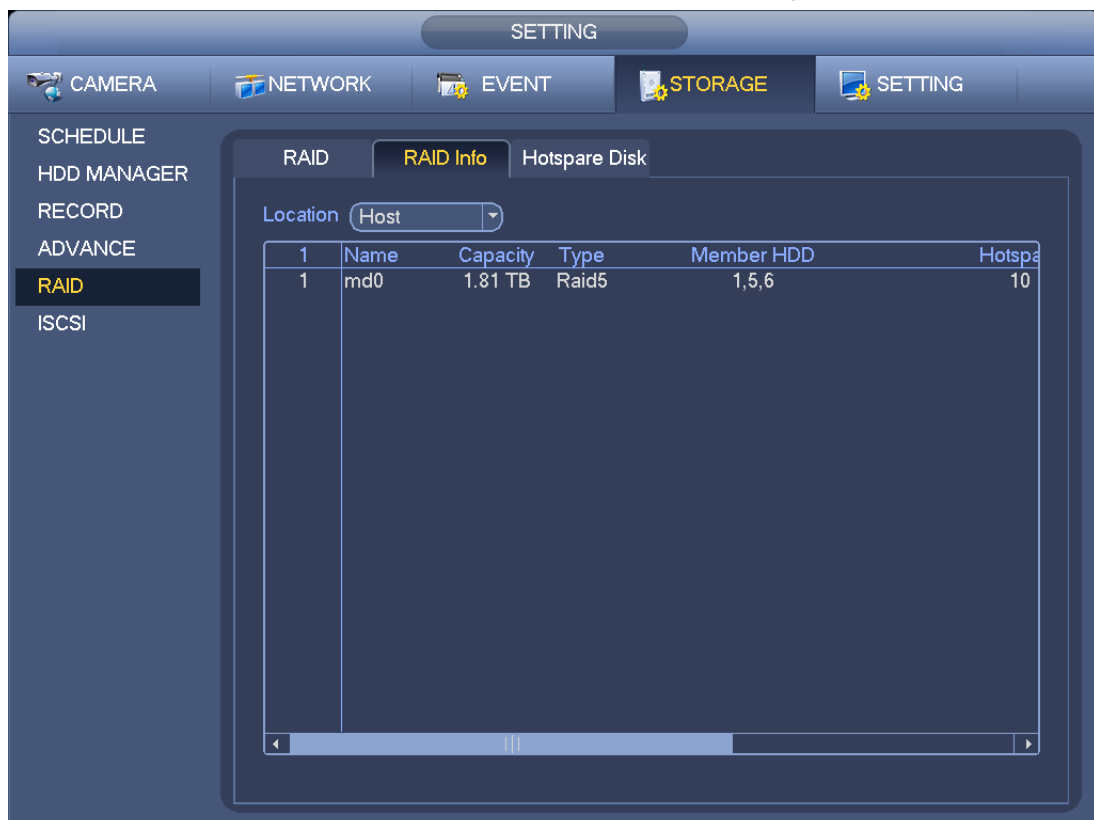 SETTING
CAMERA NETWORK EVENT STORAGE SETTING
SCHEDULE
HDD MANAGER
RECORD
ADVANCE
RAID
ISCSI
RAID RAID Info Hotspare Disk
Location Host
1 Name Capacity Type Member HDD Hotspa
1 md0 1.81 TB Raid5 1,5,6 10